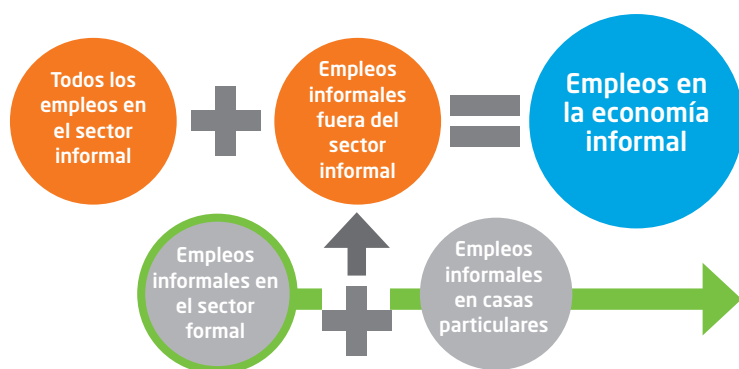 Todos los
empleos en
el sector
informal
Empleos
informales
fuera del
sector
informal
Empleos en
la economía
informal
Empleos
informales en
el sector
formal
Empleos
informales
en casas
particulares